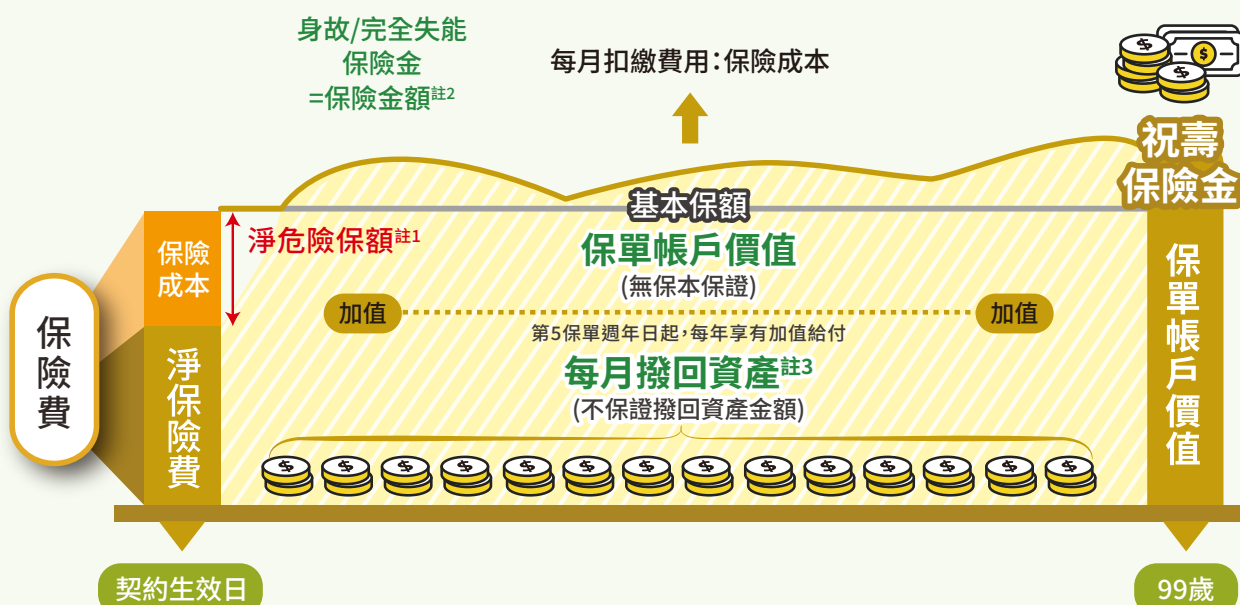 身故/完全失能
保險金
=保險金額註2
每月扣繳費用：保險成本
祝壽
保險金
基本保額
保險
成本
淨危險保額註1
保單帳戶價值
(無保本保證)
加值
加值
第5保單週年日起，每年享有加值給付
每月撥回資產註3
(不保證撥回資產金額)
保險費
淨保險費
保單帳戶價值
契約生效日
99歲